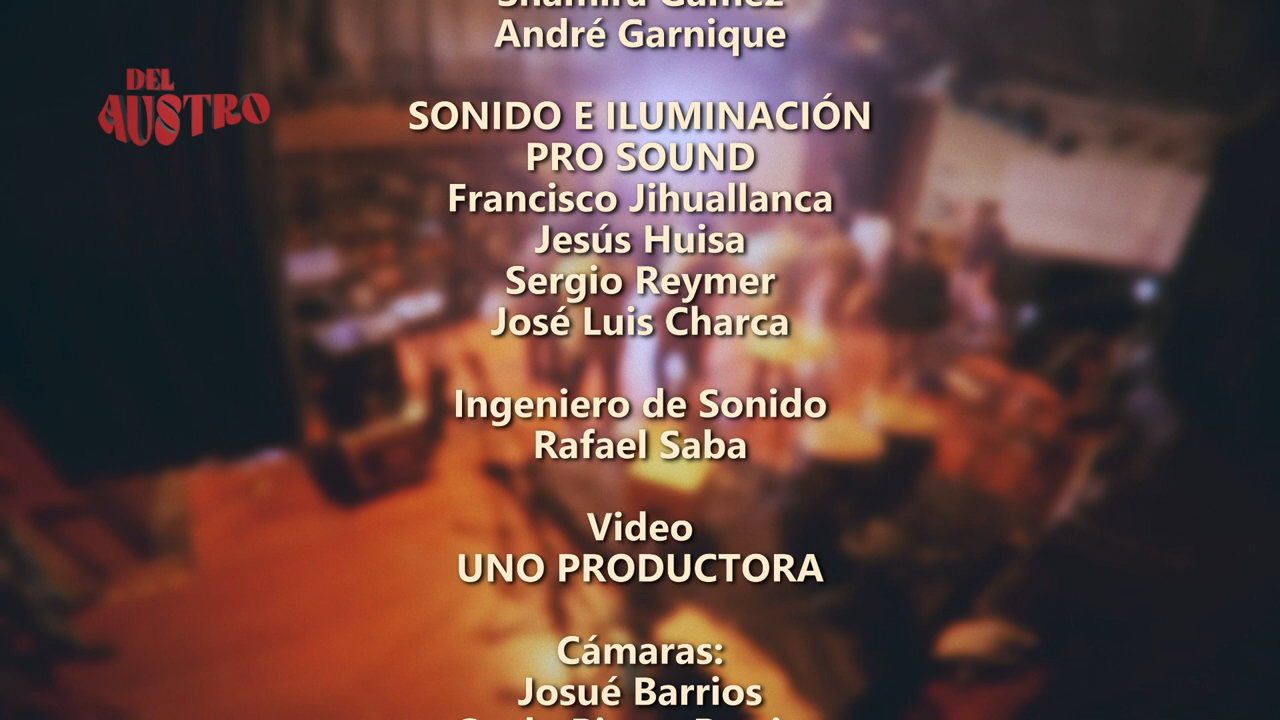 André Garnique
DEL
AUSTRO
SONIDO E ILUMINACIÓN
PRO SOUND
Francisco Jihuallanca
Jesús Huisa
Sergio Reymer
José Luis Charca
Ingeniero de Sonido
Rafael Saba
Video
UNO PRODUCTORA
Cámaras:
Josué Barrios